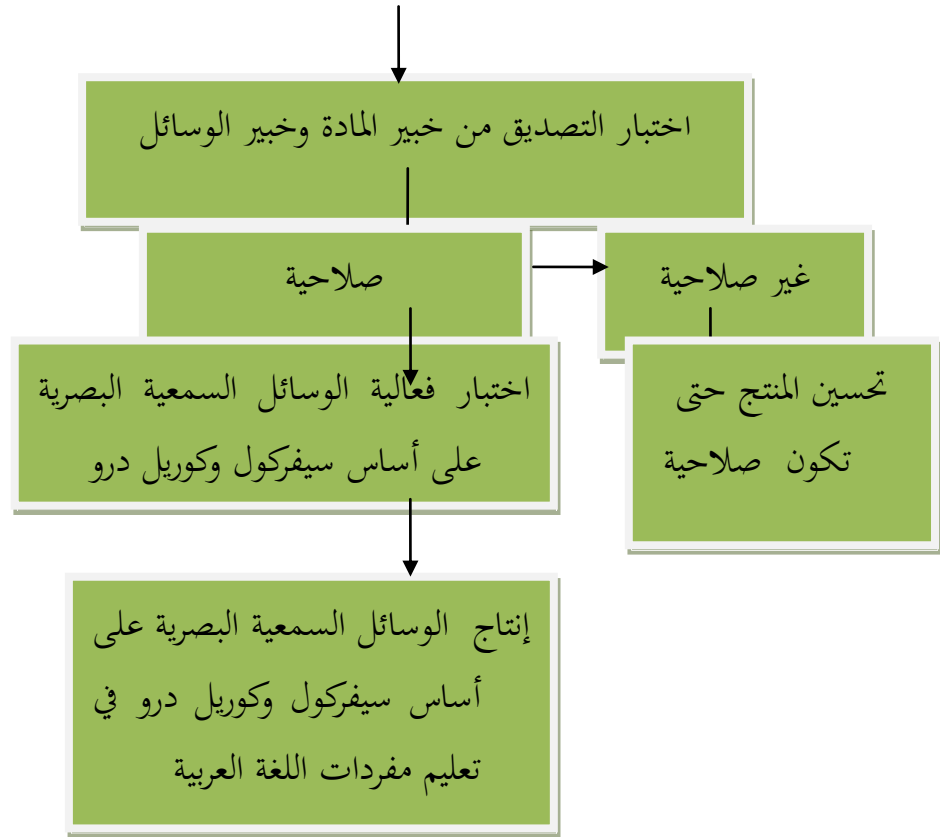 اختبار التصديق من خبير المادة وخبير الوسائل
صلاحية
غير صلاحية
اختبار فعالية الوسائل السمعية البصرية
على أساس سيفركول وكوريل درو
تحسين المنتج حتى
تكون صلاحية
إنتاج الوسائل السمعية البصرية على
أساس سيفركول وكوريل درو في
تعليم مفردات اللغة العربية